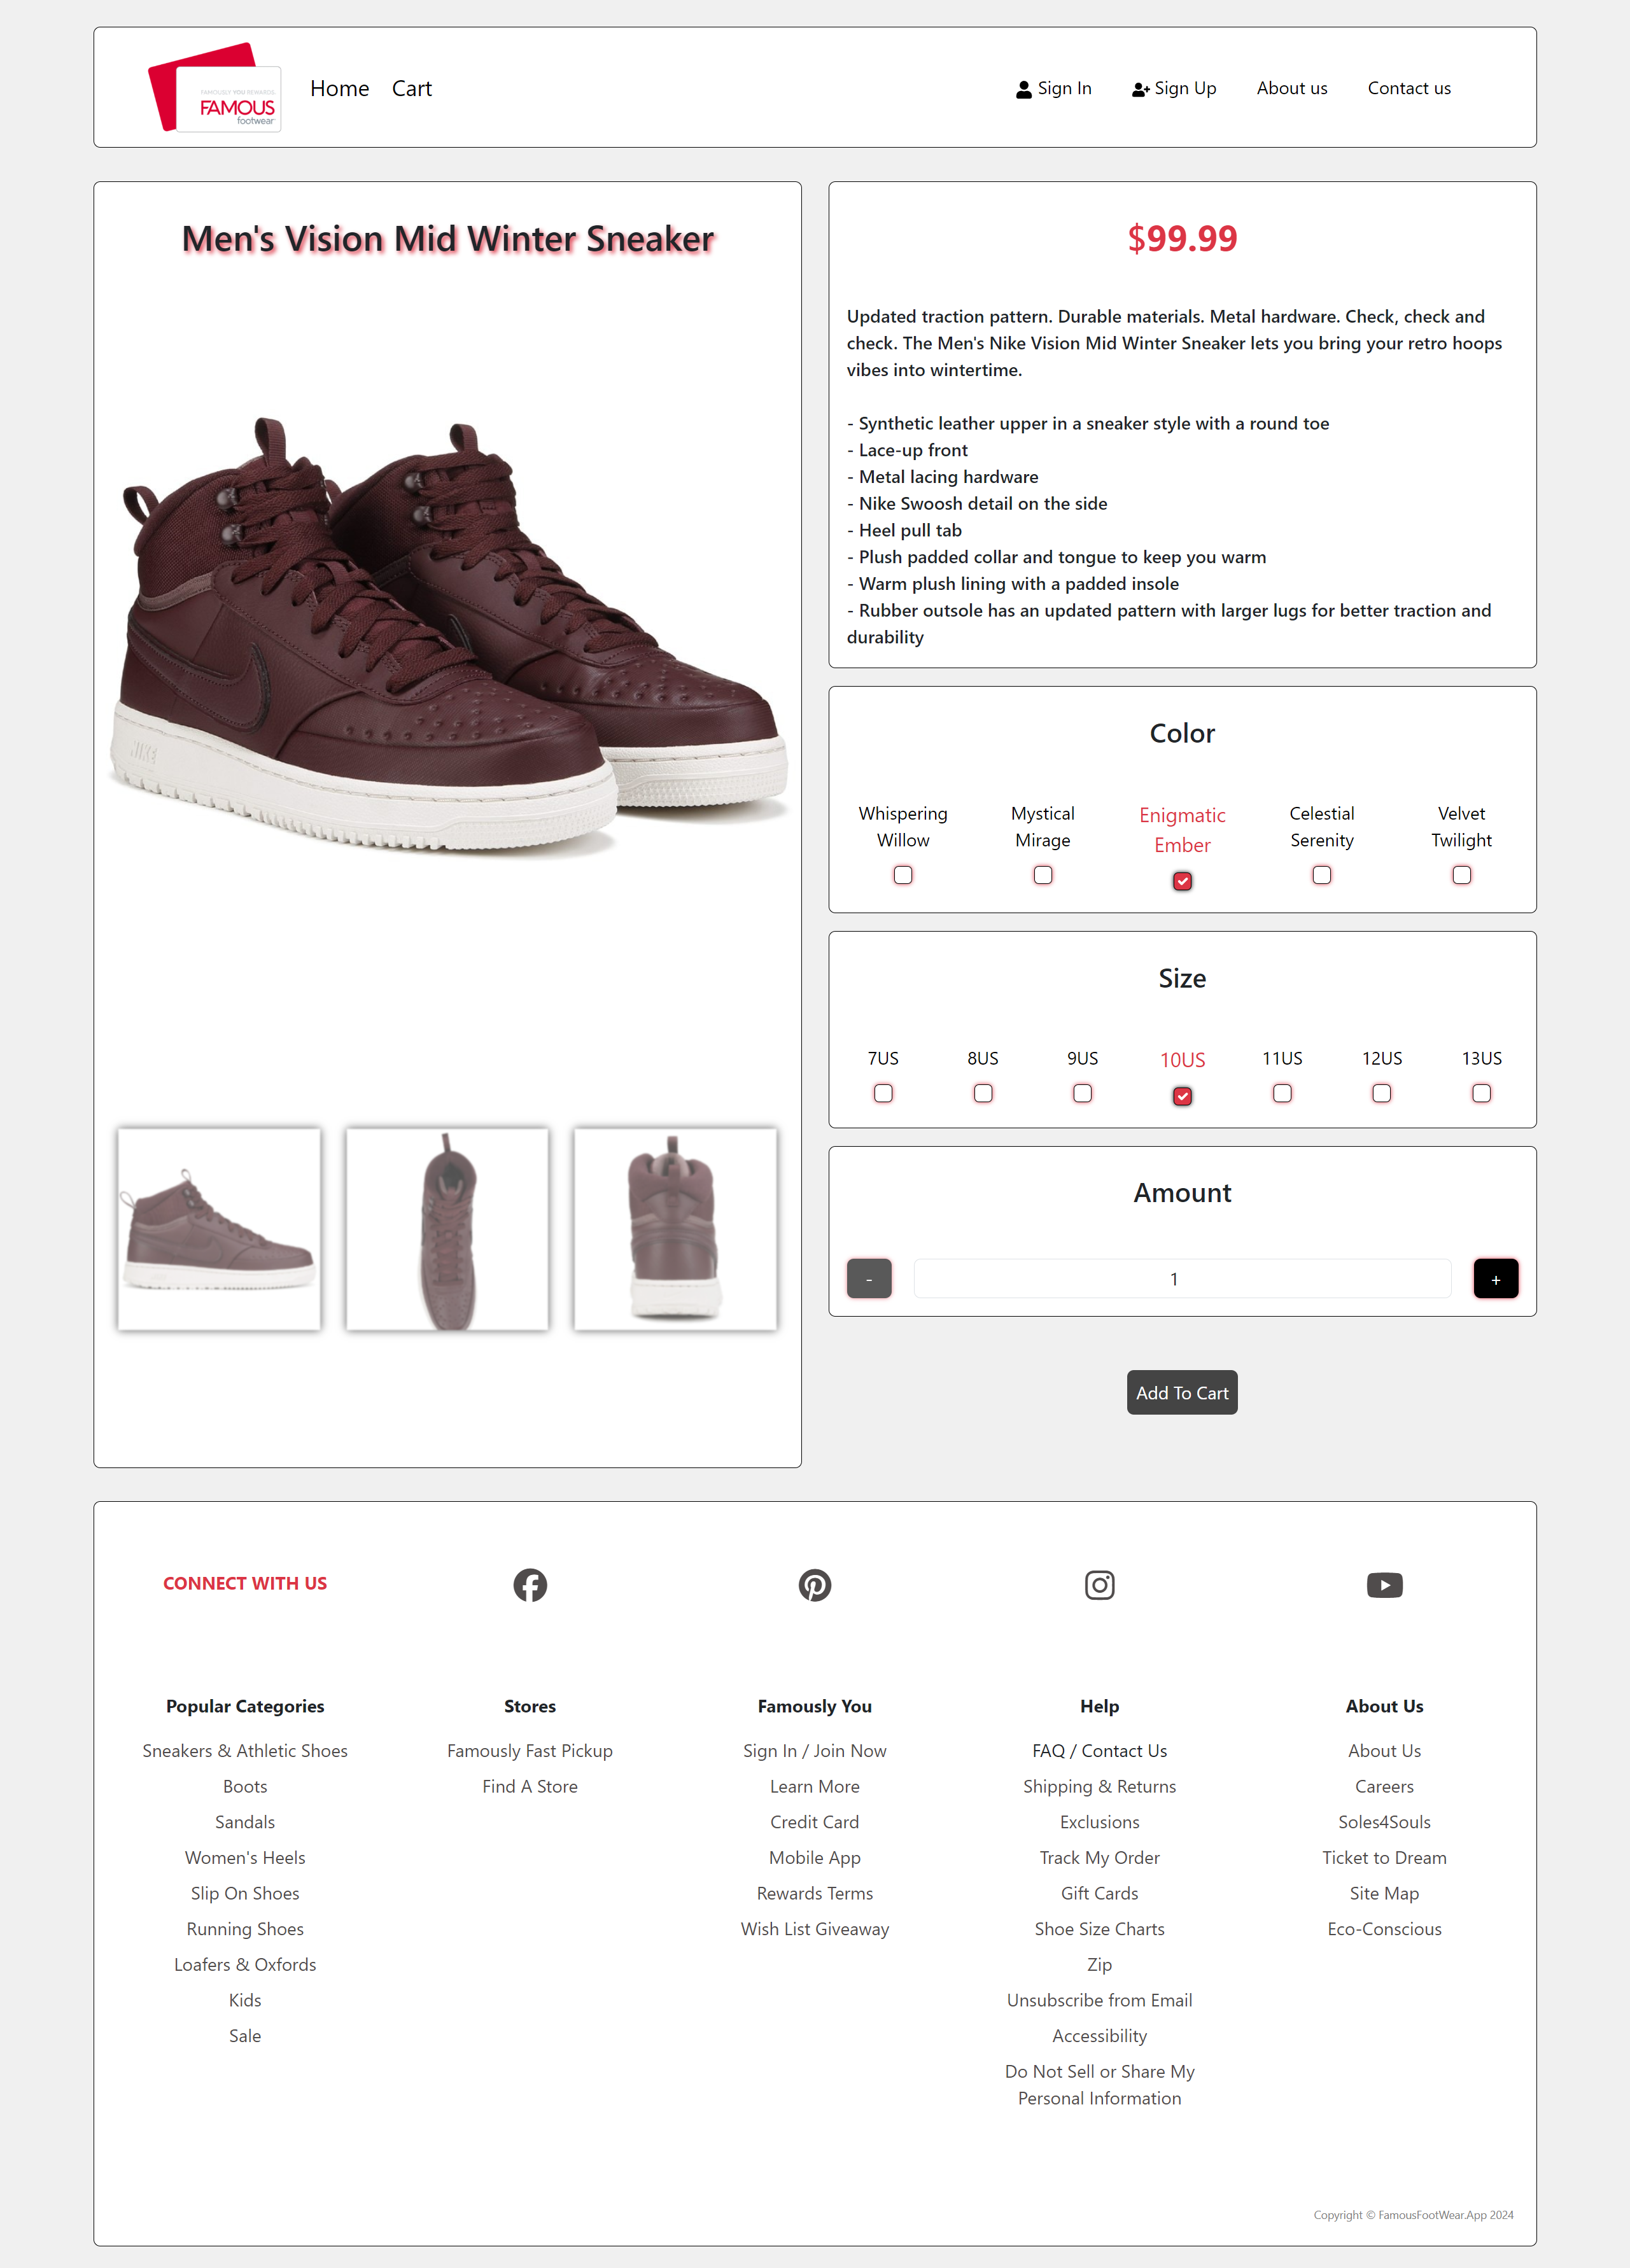 FAMOUSLY YOU REWARDS
FAMOUS
footwear
Home
Cart
Sign In
Sign Up
About us
Contact us
Men's Vision Mid Winter Sneaker
NIKE
$99.99
Updated traction pattern. Durable materials. Metal hardware. Check, check and
check. The Men's Nike Vision Mid Winter Sneaker lets you bring your retro hoops
vibes into wintertime.
- Synthetic leather upper in a sneaker style with a round toe
- Lace-up front
- Metal lacing hardware
- Nike Swoosh detail on the side
- Heel pull tab
- Plush padded collar and tongue to keep you warm
- Warm plush lining with a padded insole
- Rubber outsole has an updated pattern with larger lugs for better traction and
durability
Color
Whispering
Willow
Mystical
Mirage
Enigmatic
Ember
Celestial
Serenity
Velvet
Twilight
Size
7US
8US
9US
10US
11US
12US
13US
Amount
-
1
+
Add To Cart
CONNECT WITH US
Popular Categories
Sneakers & Athletic Shoes
Boots
Sandals
Women's Heels
Slip On Shoes
Running Shoes
Loafers & Oxfords
Kids
Sale
Stores
Famously Fast Pickup
Find A Store
Famously You
Sign In / Join Now
Learn More
Credit Card
Mobile App
Rewards Terms
Wish List Giveaway
Help
FAQ / Contact Us
Shipping & Returns
Exclusions
Track My Order
Gift Cards
Shoe Size Charts
Zip
Unsubscribe from Email
Accessibility
Do Not Sell or Share My
Personal Information
About Us
About Us
Careers
Soles4Souls
Ticket to Dream
Site Map
Eco-Conscious
Copyright © FamousFootWear.App 2024